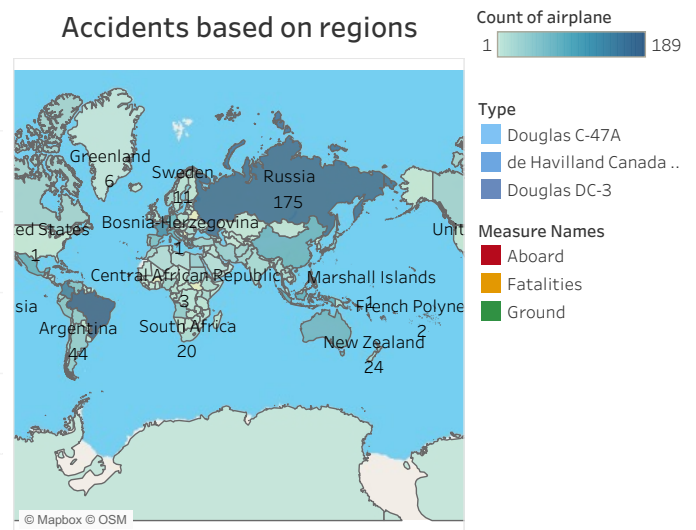 Accidents based on regions
Count of airplane
1
189
Type
Douglas C-47A
de Havilland Canada ..
Douglas DC-3
Measure Names
Aboard
Fatalities
Ground
Greenland
6
Sweden
11
Russia
175
ed States
1
Bosnia-Herzegovina
1
Unit
Central African Republic
3
Marshall Islands
1
sia
French Polyne
2
Argentina
44
South Africa
20
New Zealand
24
© Mapbox © OSM